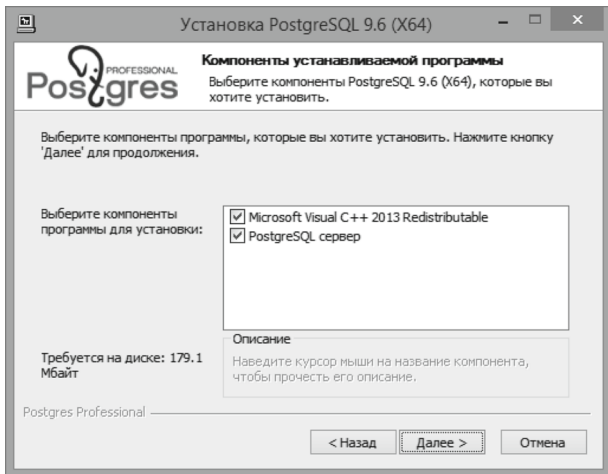 Установка PostgreSQL 9.6 (X64)
PROFESSIONAL
Postgres
Компоненты устанавливаемой программы
Выберите компоненты PostgreSQL 9.6 (X64), которые вы
хотите установить.
Выберите компоненты программы, которые вы хотите установить. Нажмите кнопку
'Далее' для продолжения.
Выберите компоненты
программы для установки:
Microsoft Visual C++ 2013 Redistributable
PostgreSQL сервер
Требуется на диске: 179.1
Мбайт
Описание
Наведите курсор мыши на название компонента,
чтобы прочесть его описание.
Postgres Professional
< Назад
Далее >
Отмена